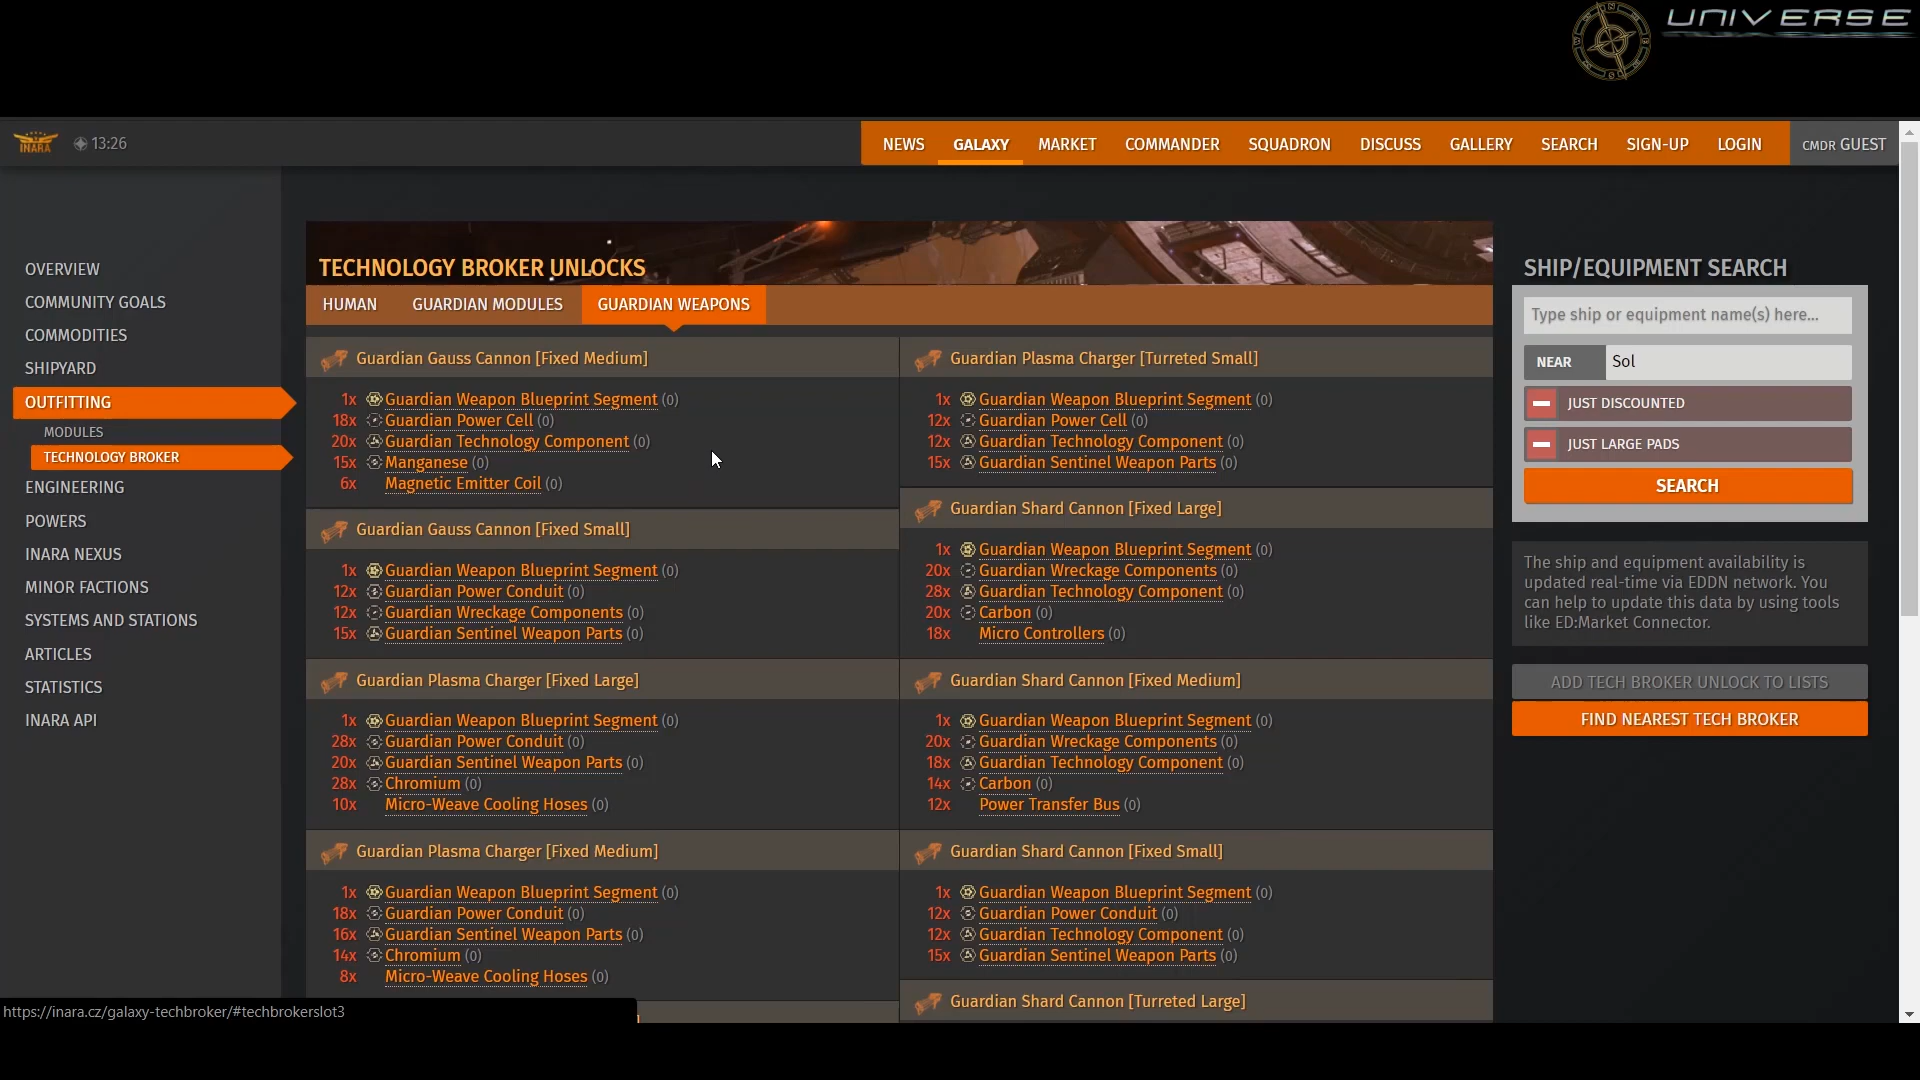 UNIVERSE
INARA
13:26
NEWS GALAXY MARKET COMMANDER SQUADRON DISCUSS GALLERY SEARCH SIGN-UP LOGIN CMDR GUEST
OVERVIEW
COMMUNITY GOALS
COMMODITIES
SHIPYARD
OUTFITTING
MODULES
TECHNOLOGY BROKER
ENGINEERING
POWERS
INARA NEXUS
MINOR FACTIONS
SYSTEMS AND STATIONS
ARTICLES
STATISTICS
INARA API
TECHNOLOGY BROKER UNLOCKS
HUMAN GUARDIAN MODULES GUARDIAN WEAPONS
Guardian Gauss Cannon [Fixed Medium]
1x Guardian Weapon Blueprint Segment (0)
18x Guardian Power Cell (0)
20x Guardian Technology Component (0)
15x Manganese (0)
6x Magnetic Emitter Coil (0)
Guardian Gauss Cannon [Fixed Small]
1x Guardian Weapon Blueprint Segment (0)
12x Guardian Power Conduit (0)
12x Guardian Wreckage Components (0)
15x Guardian Sentinel Weapon Parts (0)
Guardian Plasma Charger [Fixed Large]
1x Guardian Weapon Blueprint Segment (0)
28x Guardian Power Conduit (0)
20x Guardian Sentinel Weapon Parts (0)
28x Chromium (0)
10x Micro-Weave Cooling Hoses (0)
Guardian Plasma Charger [Fixed Medium]
1x Guardian Weapon Blueprint Segment (0)
18x Guardian Power Conduit (0)
16x Guardian Sentinel Weapon Parts (0)
14x Chromium (0)
8x Micro-Weave Cooling Hoses (0)
Guardian Plasma Charger [Turreted Small]
1x Guardian Weapon Blueprint Segment (0)
12x Guardian Power Cell (0)
12x Guardian Technology Component (0)
15x Guardian Sentinel Weapon Parts (0)
Guardian Shard Cannon [Fixed Large]
1x Guardian Weapon Blueprint Segment (0)
20x Guardian Wreckage Components (0)
28x Guardian Technology Component (0)
20x Carbon (0)
18x Micro Controllers (0)
Guardian Shard Cannon [Fixed Medium]
1x Guardian Weapon Blueprint Segment (0)
20x Guardian Wreckage Components (0)
18x Guardian Technology Component (0)
14x Carbon (0)
12x Power Transfer Bus (0)
Guardian Shard Cannon [Fixed Small]
1x Guardian Weapon Blueprint Segment (0)
12x Guardian Power Conduit (0)
12x Guardian Technology Component (0)
15x Guardian Sentinel Weapon Parts (0)
Guardian Shard Cannon [Turreted Large]
SHIP/EQUIPMENT SEARCH
Type ship or equipment name(s) here...
NEAR Sol
JUST DISCOUNTED
JUST LARGE PADS
SEARCH
The ship and equipment availability is
updated real-time via EDDN network. You
can help to update this data by using tools
like ED:Market Connector.
ADD TECH BROKER UNLOCK TO LISTS
FIND NEAREST TECH BROKER
https://inara.cz/galaxy-techbroker/#techbrokerslot3